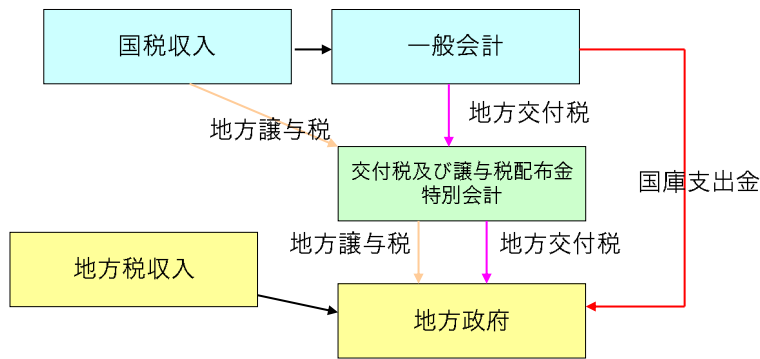 国税収入
一般会計
地方交付税
地方譲与税
交付税及び譲与税配布金
特別会計
国庫支出金
地方譲与税
地方交付税
地方税収入
地方政府